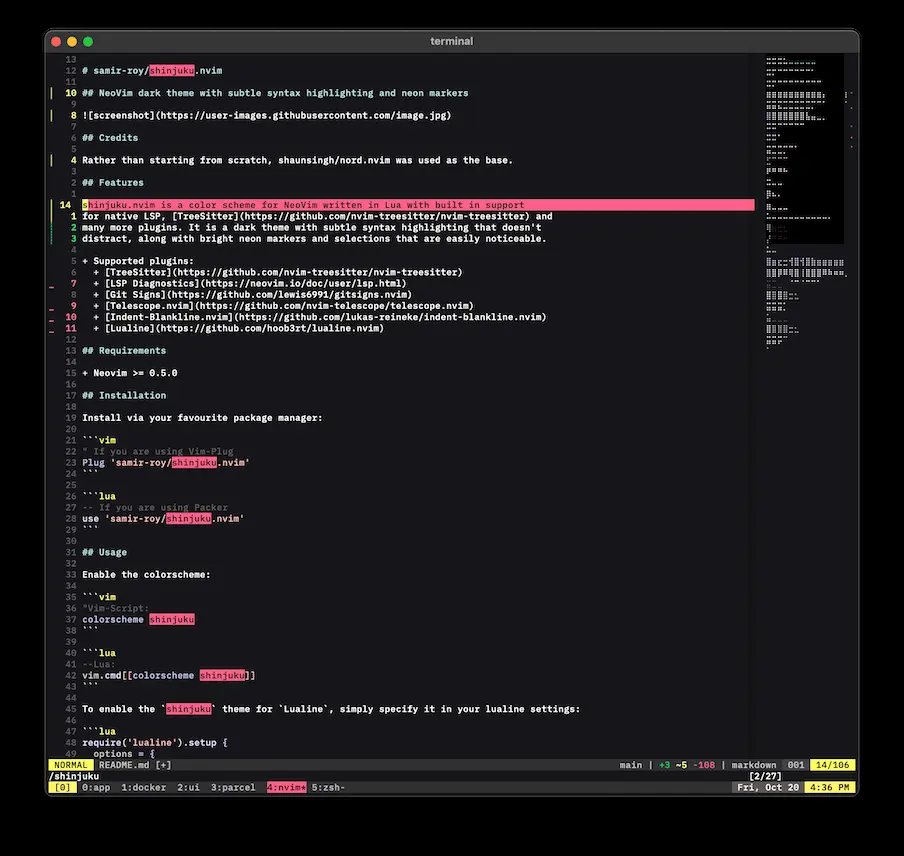 terminal
13
12 # samir-roy/shinjuku.nvim
11
10 ## NeoVim dark theme with subtle syntax highlighting and neon markers
9
8 ![screenshot](https://user-images.githubusercontent.com/image.jpg)
7
6 ## Credits
5
4 Rather than starting from scratch, shaunsingh/nord.nvim was used as the base.
3
2 ## Features
1
14 shinjuku.nvim is a color scheme for NeoVim written in Lua with built in support
1 for native LSP, [TreeSitter](https://github.com/nvim-treesitter/nvim-treesitter) and
2 many more plugins. It is a dark theme with subtle syntax highlighting that doesn't
3 distract, along with bright neon markers and selections that are easily noticeable.
4
5 + Supported plugins:
6 + [TreeSitter](https://github.com/nvim-treesitter/nvim-treesitter)
_ 7 + [LSP Diagnostics](https://neovim.io/doc/user/lsp.html)
8 + [Git Signs](https://github.com/lewis6991/gitsigns.nvim)
_ 9 + [Telescope.nvim](https://github.com/nvim-telescope/telescope.nvim)
_ 10 + [Indent-Blankline.nvim](https://github.com/lukas-reineke/indent-blankline.nvim)
_ 11 + [Lualine](https://github.com/hoob3rt/lualine.nvim)
12
13 ## Requirements
14
15 + Neovim >= 0.5.0
16
17 ## Installation
18
19 Install via your favourite package manager:
20
21 ```vim
22 " If you are using Vim-Plug
23 Plug 'samir-roy/shinjuku.nvim'
24 ```
25
26 ```lua
27 -- If you are using Packer
28 use 'samir-roy/shinjuku.nvim'
29 ```
30
31 ## Usage
32
33 Enable the colorscheme:
34
35 ```vim
36 "Vim-Script:
37 colorscheme shinjuku
38 ```
39
40 ```lua
41 --Lua:
42 vim.cmd[[colorscheme shinjuku]]
43 ```
44
45 To enable the `shinjuku` theme for `Lualine`, simply specify it in your lualine settings:
46
47 ```lua
48 require('lualine').setup {
49 options = {
NORMAL README.md [+] main | +3 ~5 -108 | markdown 001 14/106
/shinjuku [2/27]
[0] 0:app 1:docker 2:ui 3:parcel 4:nvim* 5:zsh- Fri, Oct 20 4:36 PM